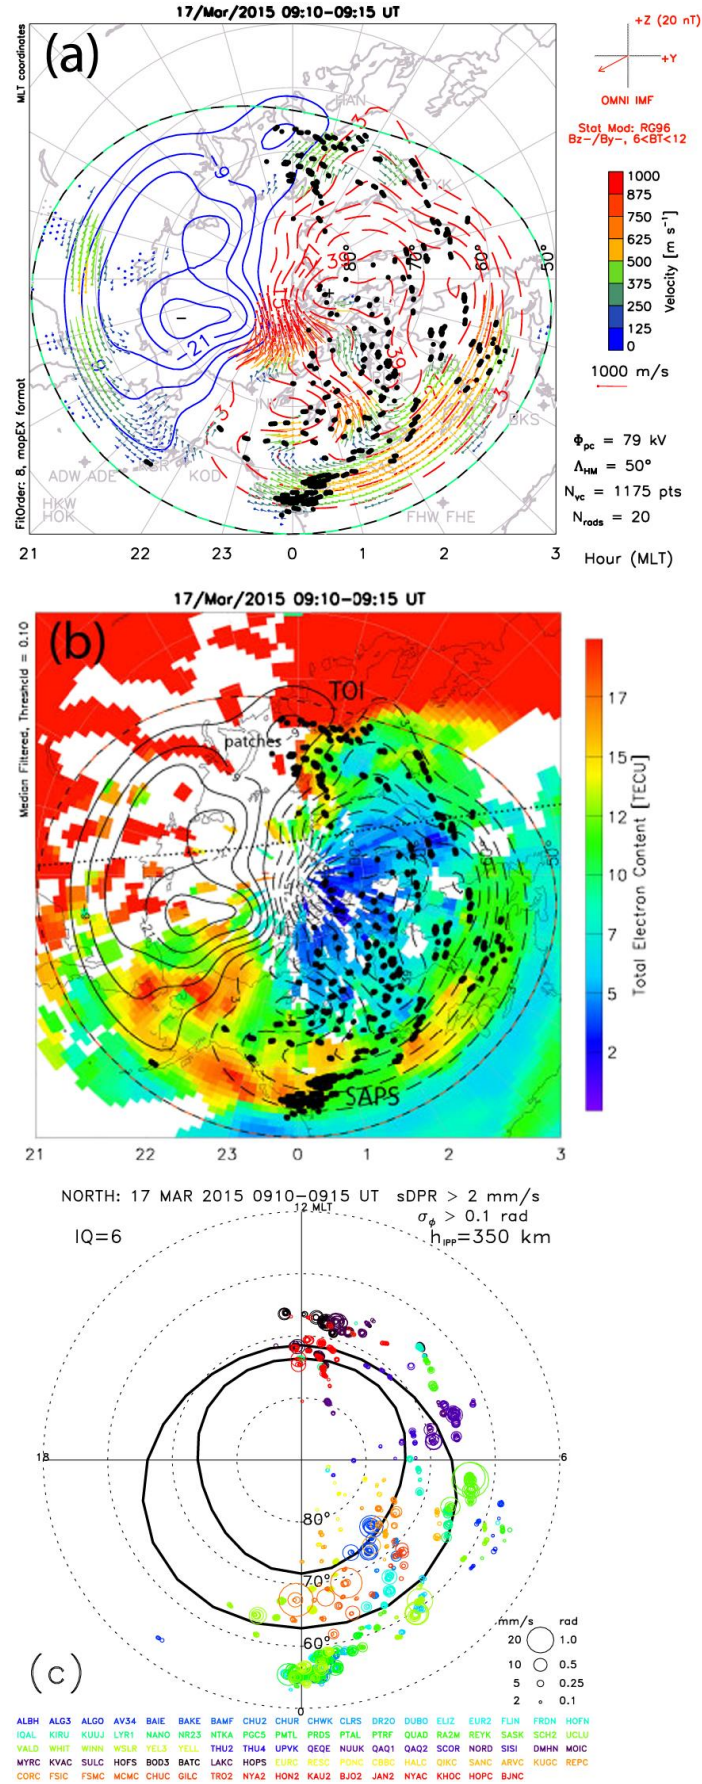 17/Mar/2015 09:10-09:15 UT
(a)
MLT coordinates
FitOrder: 8, mapEX format
+Z (20 nT)
+Y
OMNI IMF
Stat Mod: RG96
Bz-/By-, 6<BT<12
1000
875
750
625
500
375
250
125
0
Velocity [m s⁻¹]
1000 m/s
Φpc = 79 kV
ΛHM = 50°
Nvc = 1175 pts
Nrads = 20
HAN
80°
70°
60°
50°
-21
KOD
BKS
ADW ADE
HKW
HOK
FHW FHE
21 22 23 0 1 2 3
Hour (MLT)
17/Mar/2015 09:10-09:15 UT
(b)
Median Filtered, Threshold = 0.10
TOI
patches
SAPS
17
15
12
10
7
5
2
Total Electron Content [TECU]
21 22 23 0 1 2 3
NORTH: 17 MAR 2015 0910-0915 UT sDPR > 2 mm/s
12 MLT
σφ > 0.1 rad
IQ=6
hIPP=350 km
18
6
80°
70°
60°
0
mm/s rad
20 1.0
10 0.5
5 0.25
2 0.1
(c)
ALBH ALG3 ALGO AV34 BAIE BAKE BAMF CHU2 CHUR CHWK CLRS DR2O DUBO ELIZ EUR2 FLIN FRDN HOFN
IQAL KIRU KUUJ LYR1 NANO NR23 NTKA PGC5 PMTL PRDS PTAL PTRF QUAD RA2M REYK SASK SCH2 UCLU
VALD WHIT WINN WSLR YEL3 YELL THU2 THU4 UPVK QEQE NUUK QAQ1 QAQ2 SCOR NORD SISI DMHN MOIC
MYRC KVAC SULC HOFS BOD3 BATC LAKC HOPS EURC RESC PONC CBBC HALC QIKC SANC ARVC KUGC REPC
CORC FSIC FSMC MCMC CHUC GILC TRO2 NYA2 HON2 KAU2 BJO2 JAN2 NYAC KHOC HOPC BJNC